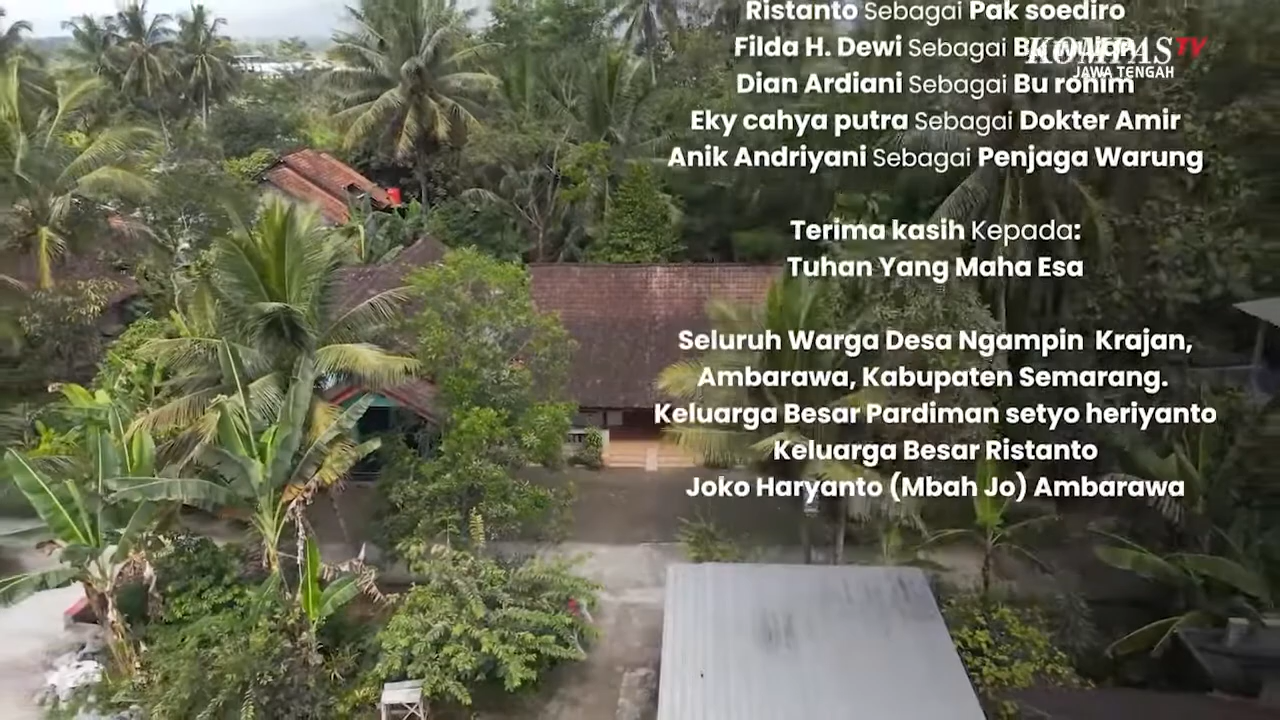 Ristanto Sebagai Pak soediro
Filda H. Dewi Sebagai Bu wulan
Dian Ardiani Sebagai Bu rohim
Eky cahya putra Sebagai Dokter Amir
Anik Andriyani Sebagai Penjaga Warung
Terima kasih Kepada:
Tuhan Yang Maha Esa
Seluruh Warga Desa Ngampin Krajan,
Ambarawa, Kabupaten Semarang.
Keluarga Besar Pardiman setyo heriyanto
Keluarga Besar Ristanto
Joko Haryanto (Mbah Jo) Ambarawa
KOMPAS TV
JAWA TENGAH